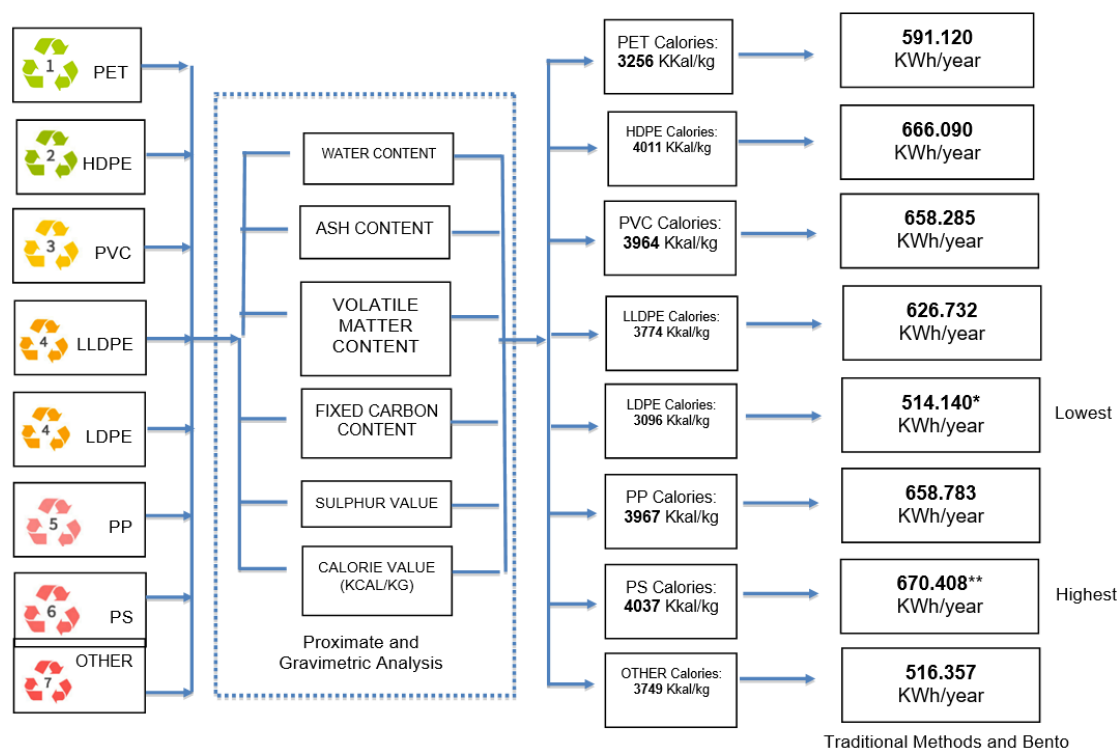 1
PET
2
HDPE
3
PVC
4
LLDPE
4
LDPE
5
PP
6
PS
OTHER
7
WATER CONTENT
ASH CONTENT
VOLATILE
MATTER
CONTENT
FIXED CARBON
CONTENT
SULPHUR VALUE
CALORIE VALUE
(KCAL/KG)
Proximate and
Gravimetric Analysis
PET Calories:
3256 KKal/kg
HDPE Calories:
4011 KKal/kg
PVC Calories:
3964 KKal/kg
LLDPE Calories:
3774 KKal/kg
LDPE Calories:
3096 KKal/kg
PP Calories:
3967 KKal/kg
PS Calories:
4037 KKal/kg
OTHER Calories:
3749 KKal/kg
591.120
KWh/year
666.090
KWh/year
658.285
KWh/year
626.732
KWh/year
514.140*
KWh/year
Lowest
658.783
KWh/year
670.408**
KWh/year
Highest
516.357
KWh/year
Traditional Methods and Bento